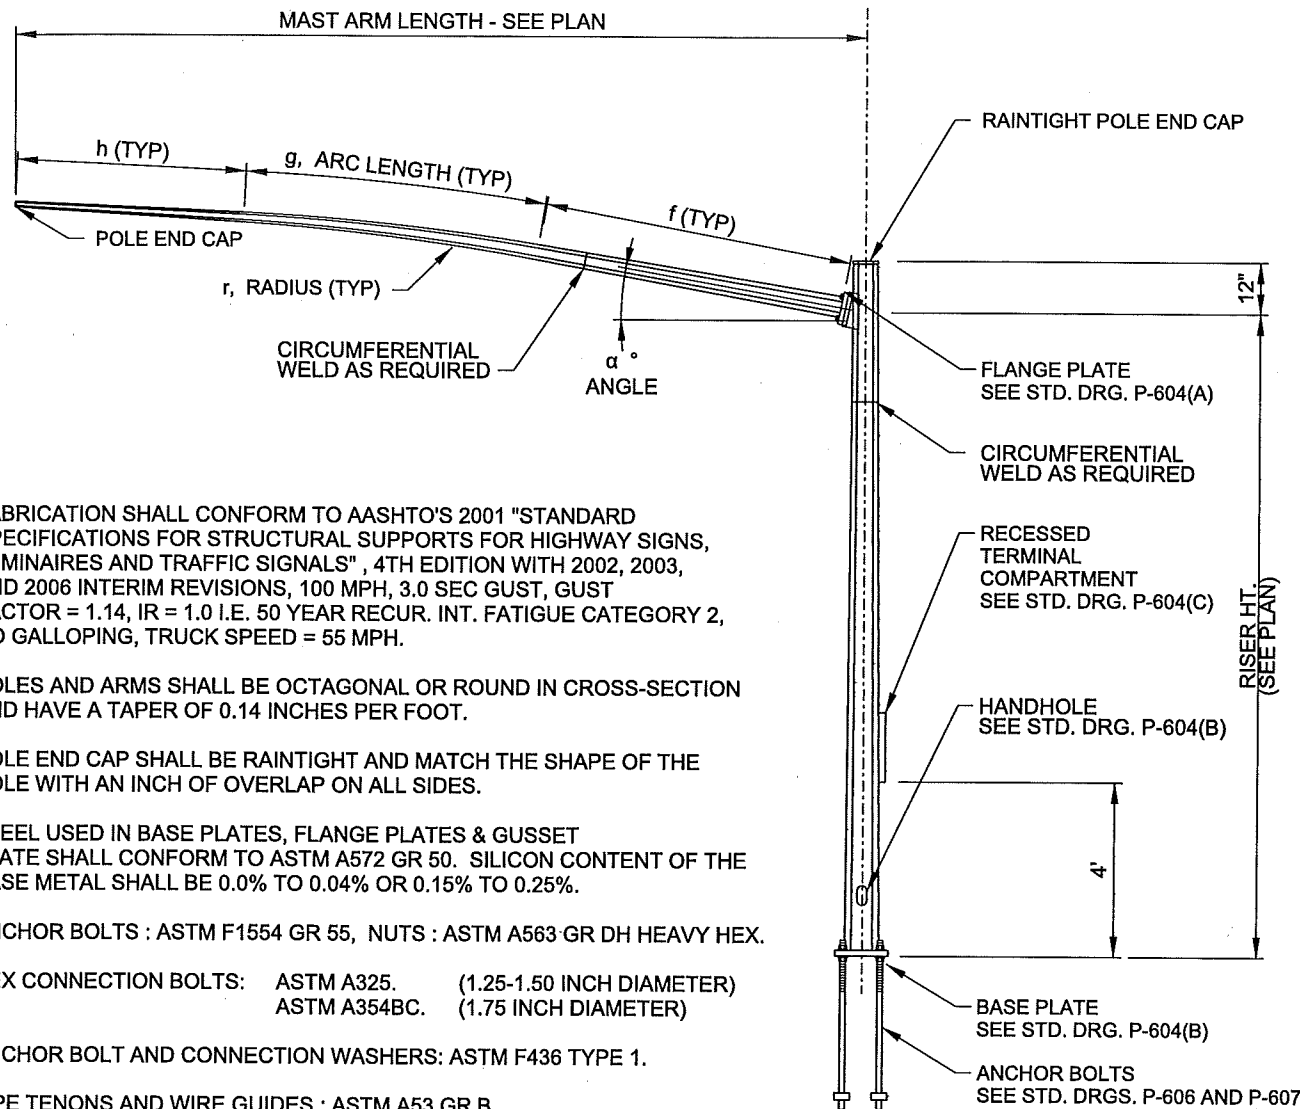 MAST ARM LENGTH - SEE PLAN
RAINTIGHT POLE END CAP
h (TYP)
g, ARC LENGTH (TYP)
f (TYP)
POLE END CAP
r, RADIUS (TYP)
12"
CIRCUMFERENTIAL
WELD AS REQUIRED
α °
ANGLE
FLANGE PLATE
SEE STD. DRG. P-604(A)
CIRCUMFERENTIAL
WELD AS REQUIRED
RECESSED
TERMINAL
COMPARTMENT
SEE STD. DRG. P-604(C)
RISER HT.
(SEE PLAN)
HANDHOLE
SEE STD. DRG. P-604(B)
4'
BASE PLATE
SEE STD. DRG. P-604(B)
ANCHOR BOLTS
SEE STD. DRGS. P-606 AND P-607
ABRICATION SHALL CONFORM TO AASHTO'S 2001 "STANDARD
PECIFICATIONS FOR STRUCTURAL SUPPORTS FOR HIGHWAY SIGNS,
MINAIRES AND TRAFFIC SIGNALS" , 4TH EDITION WITH 2002, 2003,
ND 2006 INTERIM REVISIONS, 100 MPH, 3.0 SEC GUST, GUST
ACTOR = 1.14, IR = 1.0 I.E. 50 YEAR RECUR. INT. FATIGUE CATEGORY 2,
O GALLOPING, TRUCK SPEED = 55 MPH.
OLES AND ARMS SHALL BE OCTAGONAL OR ROUND IN CROSS-SECTION
ND HAVE A TAPER OF 0.14 INCHES PER FOOT.
OLE END CAP SHALL BE RAINTIGHT AND MATCH THE SHAPE OF THE
OLE WITH AN INCH OF OVERLAP ON ALL SIDES.
EEL USED IN BASE PLATES, FLANGE PLATES & GUSSET
ATE SHALL CONFORM TO ASTM A572 GR 50. SILICON CONTENT OF THE
ASE METAL SHALL BE 0.0% TO 0.04% OR 0.15% TO 0.25%.
NCHOR BOLTS : ASTM F1554 GR 55, NUTS : ASTM A563 GR DH HEAVY HEX.
EX CONNECTION BOLTS: ASTM A325. (1.25-1.50 INCH DIAMETER)
ASTM A354BC. (1.75 INCH DIAMETER)
CHOR BOLT AND CONNECTION WASHERS: ASTM F436 TYPE 1.
PE TENONS AND WIRE GUIDES : ASTM A53 GR B